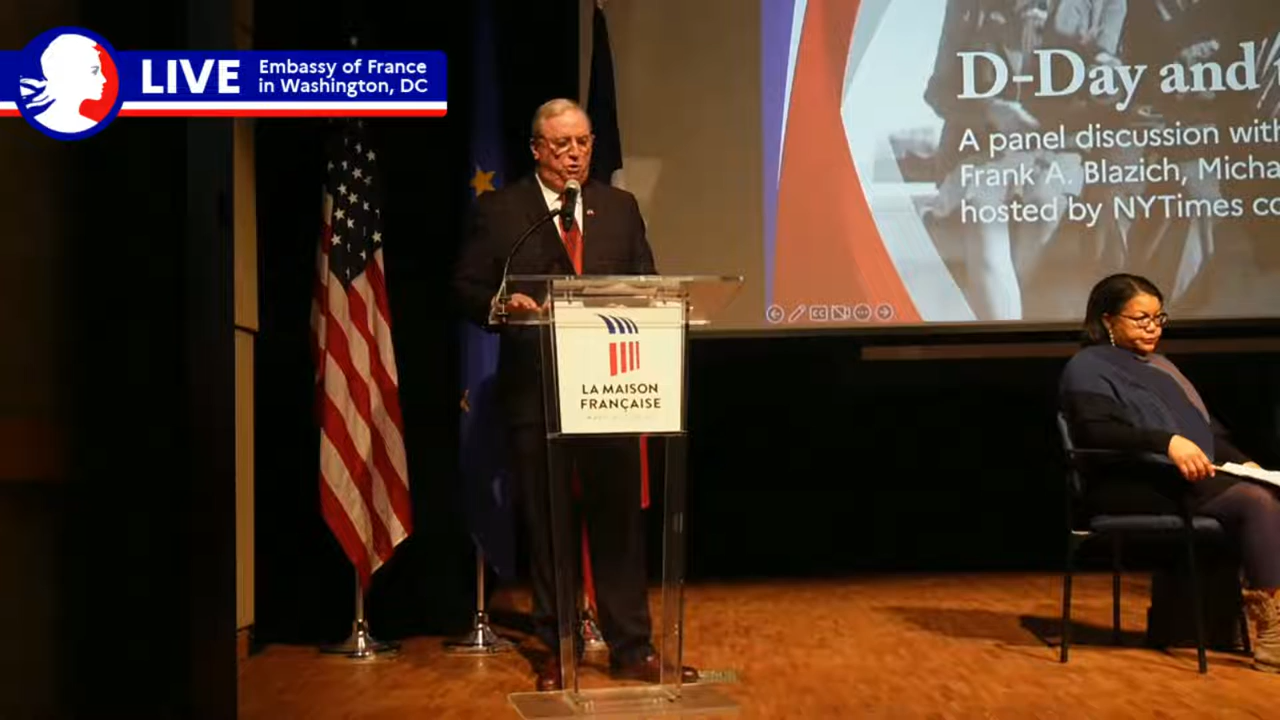 LIVE
Embassy of France
in Washington, DC
D-Day and
A panel discussion with
Frank A. Blazich, Micha
hosted by NYTimes co
CC
LA MAISON
FRANÇAISE